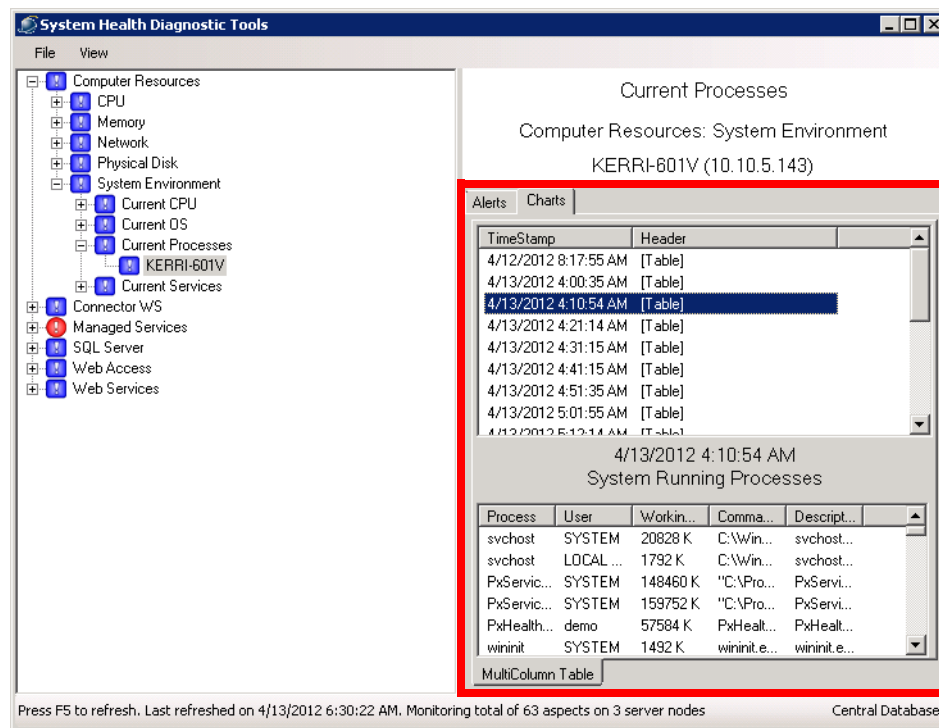 System Health Diagnostic Tools
File View
Computer Resources
CPU
Memory
Network
Physical Disk
System Environment
Current CPU
Current OS
Current Processes
KERRI-601V
Current Services
Connector WS
Managed Services
SQL Server
Web Access
Web Services
Current Processes
Computer Resources: System Environment
KERRI-601V (10.10.5.143)
Alerts Charts
TimeStamp Header
4/12/2012 8:17:55 AM [Table]
4/13/2012 4:00:35 AM [Table]
4/13/2012 4:10:54 AM [Table]
4/13/2012 4:21:14 AM [Table]
4/13/2012 4:31:15 AM [Table]
4/13/2012 4:41:15 AM [Table]
4/13/2012 4:51:35 AM [Table]
4/13/2012 5:01:55 AM [Table]
4/13/2012 5:12:14 AM [Table]
4/13/2012 4:10:54 AM
System Running Processes
Process User Workin... Comma... Descript...
svchost SYSTEM 20828 K C:\Win... svchost...
svchost LOCAL ... 1792 K C:\Win... svchost...
PxServic... SYSTEM 148460 K "C:\Pro... PxServi...
PxServic... SYSTEM 159752 K "C:\Pro... PxServi...
PxHealth... demo 57584 K PxHealt... PxHealt...
wininit SYSTEM 1492 K wininit.e... wininit.e...
MultiColumn Table
Press F5 to refresh. Last refreshed on 4/13/2012 6:30:22 AM. Monitoring total of 63 aspects on 3 server nodes Central Database